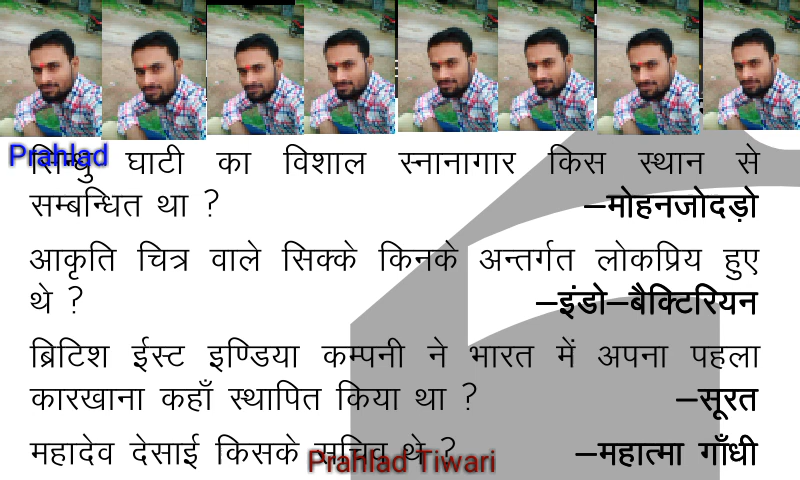 Prahlad
सिन्धु घाटी का विशाल स्नानागार किस स्थान से
सम्बन्धित था ? –मोहनजोदड़ो
आकृति चित्र वाले सिक्के किनके अन्तर्गत लोकप्रिय हुए
थे ? –इंडो–बैक्टिरियन
ब्रिटिश ईस्ट इण्डिया कम्पनी ने भारत में अपना पहला
कारखाना कहाँ स्थापित किया था ? –सूरत
महादेव देसाई किसके सचिव थे ? –महात्मा गाँधी
Prahlad Tiwari